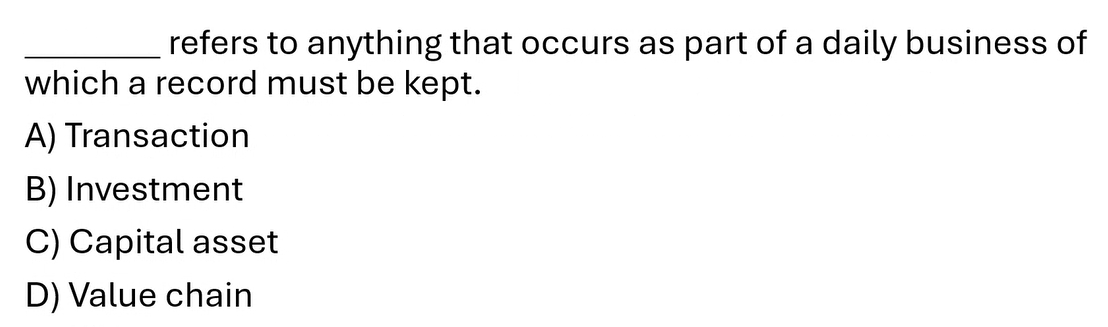 _________ refers to anything that occurs as part of a daily business of
which a record must be kept.
A) Transaction
B) Investment
C) Capital asset
D) Value chain